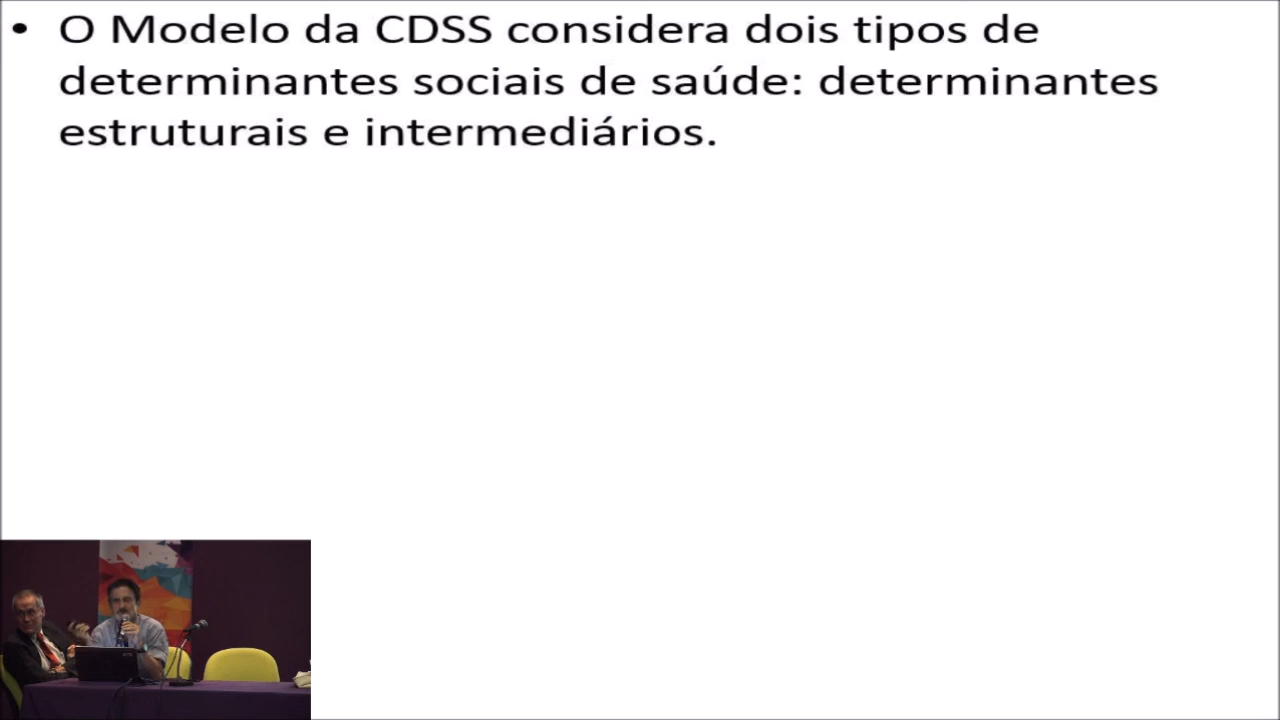 • O Modelo da CDSS considera dois tipos de
determinantes sociais de saúde: determinantes
estruturais e intermediários.